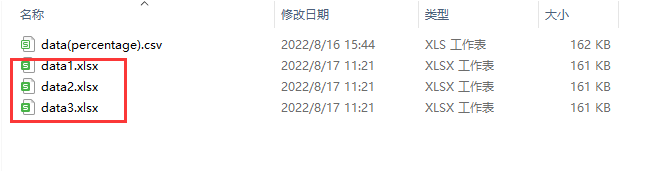 名称 修改日期 类型 大小
data(percentage).csv 2022/8/16 15:44 XLS 工作表 162 KB
data1.xlsx 2022/8/17 11:21 XLSX 工作表 161 KB
data2.xlsx 2022/8/17 11:21 XLSX 工作表 161 KB
data3.xlsx 2022/8/17 11:21 XLSX 工作表 161 KB